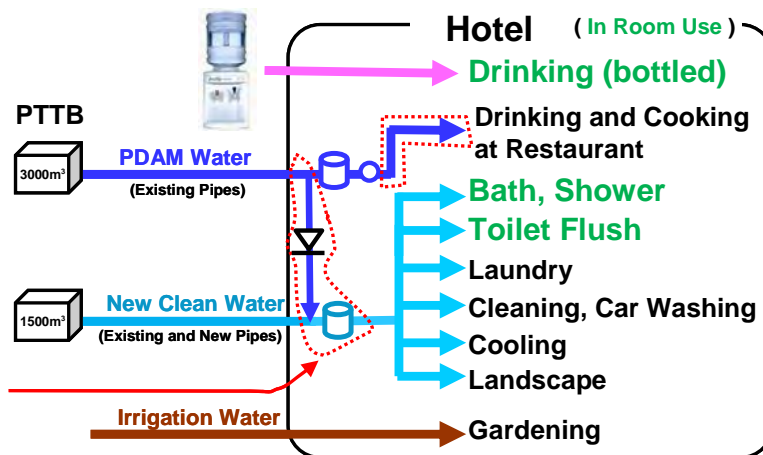 Hotel ( In Room Use )
Drinking (bottled)
PTTB
Drinking and Cooking
at Restaurant
PDAM Water
3000m³
(Existing Pipes)
Bath, Shower
Toilet Flush
Laundry
New Clean Water
Cleaning, Car Washing
1500m³
(Existing and New Pipes)
Cooling
Landscape
Irrigation Water
Gardening